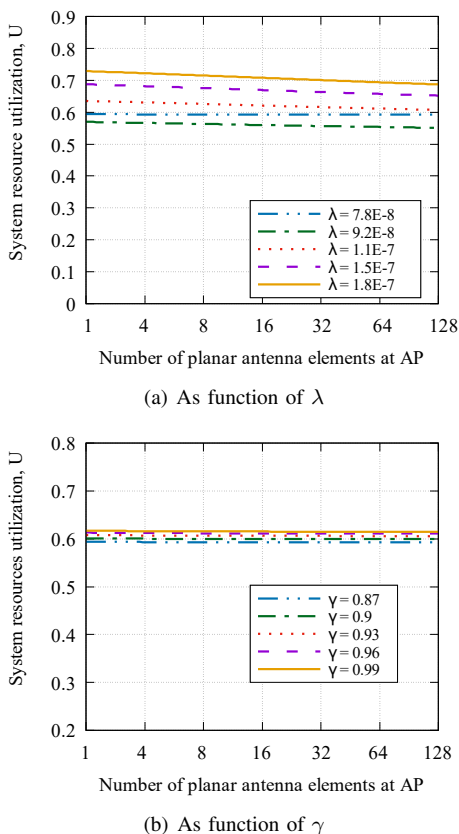 System resource utilization, U
0.9
0.8
0.7
0.6
0.5
0.4
0.3
0.2
0.1
0
λ = 7.8E-8
λ = 9.2E-8
λ = 1.1E-7
λ = 1.5E-7
λ = 1.8E-7
1 4 8 16 32 64 128
Number of planar antenna elements at AP
(a) As function of λ
System resources utilization, U
0.8
0.7
0.6
0.5
0.4
0.3
0.2
γ = 0.87
γ = 0.9
γ = 0.93
γ = 0.96
γ = 0.99
1 4 8 16 32 64 128
Number of planar antenna elements at AP
(b) As function of γ